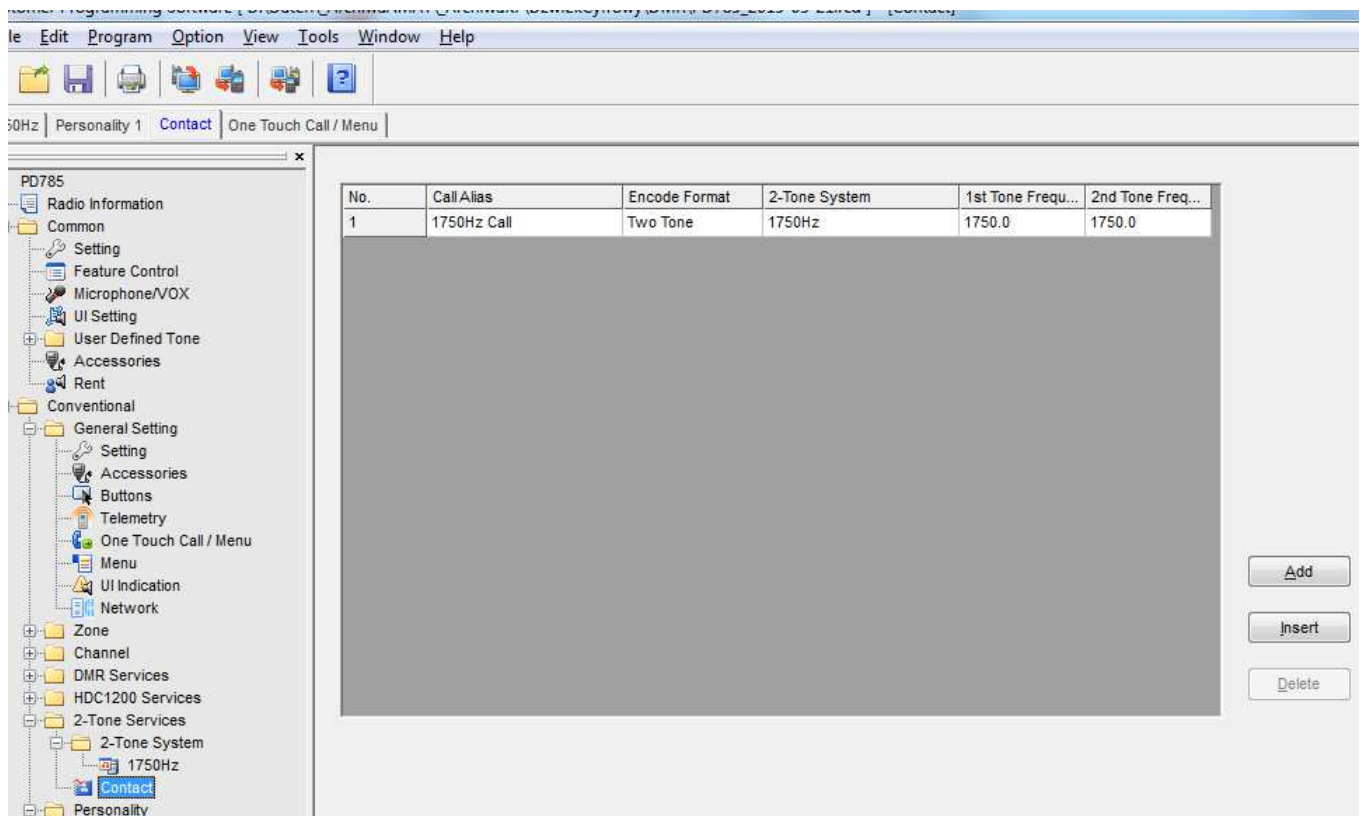 le Edit Program Option View Tools Window Help
Personality 1 Contact One Touch Call / Menu
PD785
Radio Information
Common
Setting
Feature Control
Microphone/VOX
UI Setting
User Defined Tone
Accessories
Rent
Conventional
General Setting
Setting
Accessories
Buttons
Telemetry
One Touch Call / Menu
Menu
UI Indication
Network
Zone
Channel
DMR Services
HDC1200 Services
2-Tone Services
2-Tone System
1750Hz
Contact
Personality
No. Call Alias Encode Format 2-Tone System 1st Tone Frequ... 2nd Tone Freq...
1 1750Hz Call Two Tone 1750Hz 1750.0 1750.0
Add
Insert
Delete